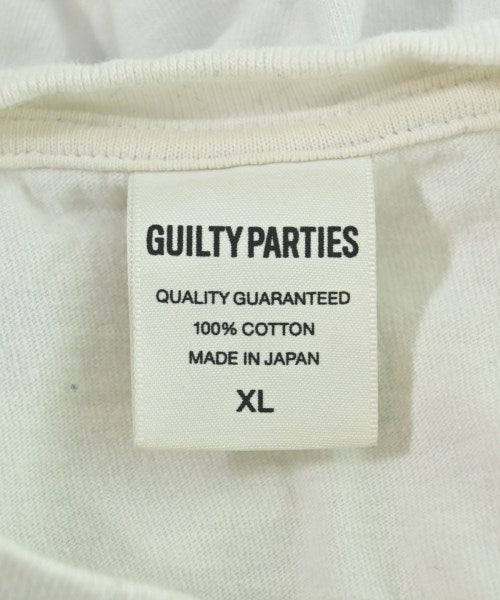 GUILTY PARTIES
QUALITY GUARANTEED
100% COTTON
MADE IN JAPAN
XL